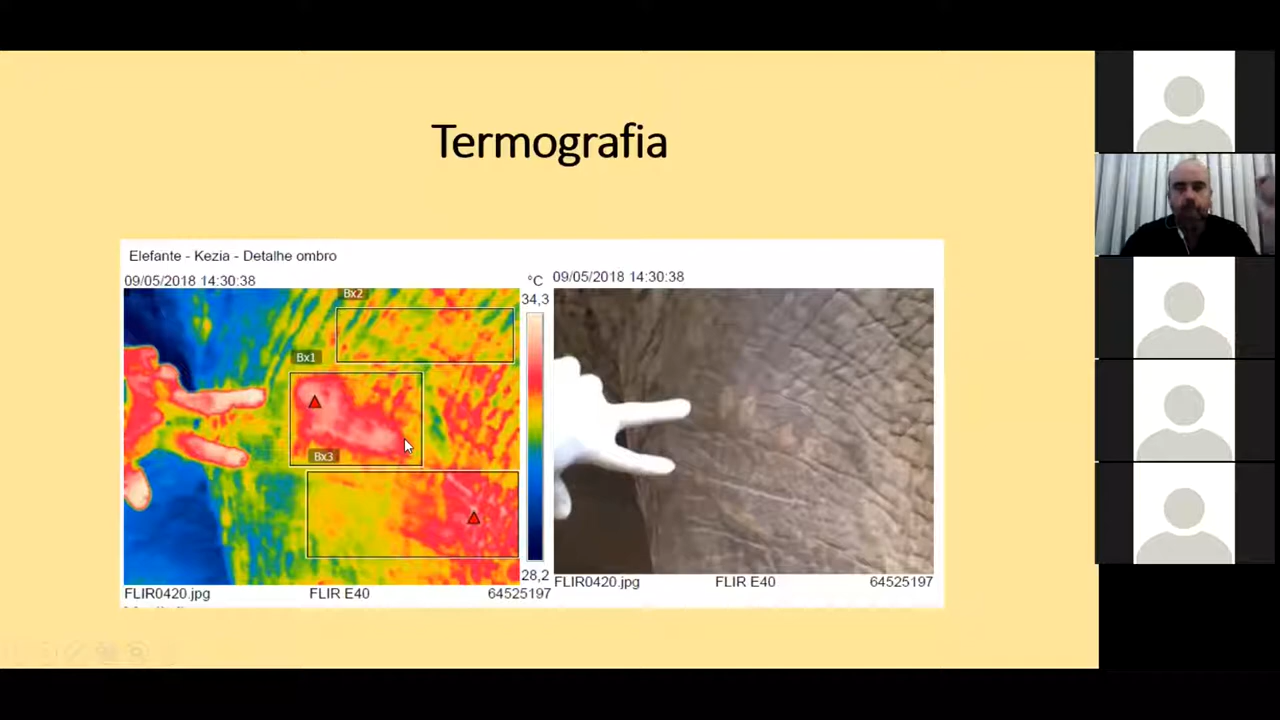 Termografia
Elefante - Kezia - Detalhe ombro
09/05/2018 14:30:38
°C
09/05/2018 14:30:38
34,3
Bx2
Bx1
Bx3
28,2
FLIR0420.jpg FLIR E40 64525197
FLIR0420.jpg FLIR E40 64525197